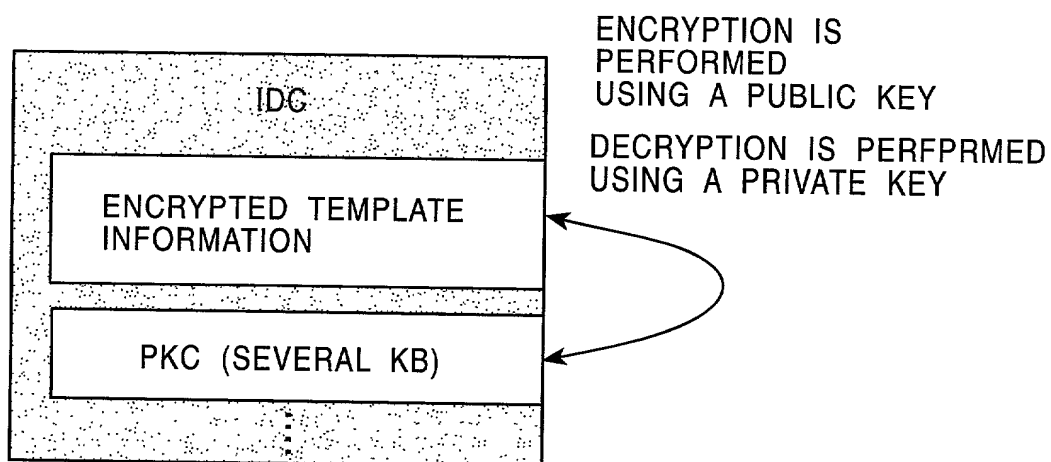 ENCRYPTION IS
PERFORMED
USING A PUBLIC KEY
DECRYPTION IS PERFPRMED
USING A PRIVATE KEY
IDC
ENCRYPTED TEMPLATE
INFORMATION
PKC (SEVERAL KB)